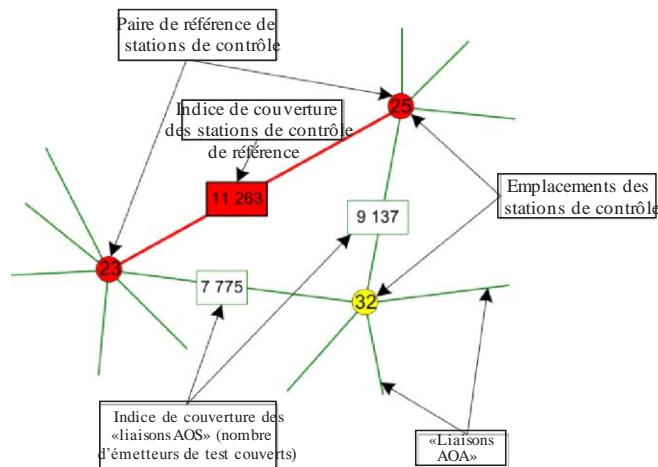 Paire de référence de
stations de contrôle
Indice de couverture
des stations de contrôle
de référence
25
11 263
9 137
Emplacements des
stations de contrôle
23
7 775
32
Indice de couverture des
«liaisons AOS» (nombre
d'émetteurs de test couverts)
«Liaisons
AOA»